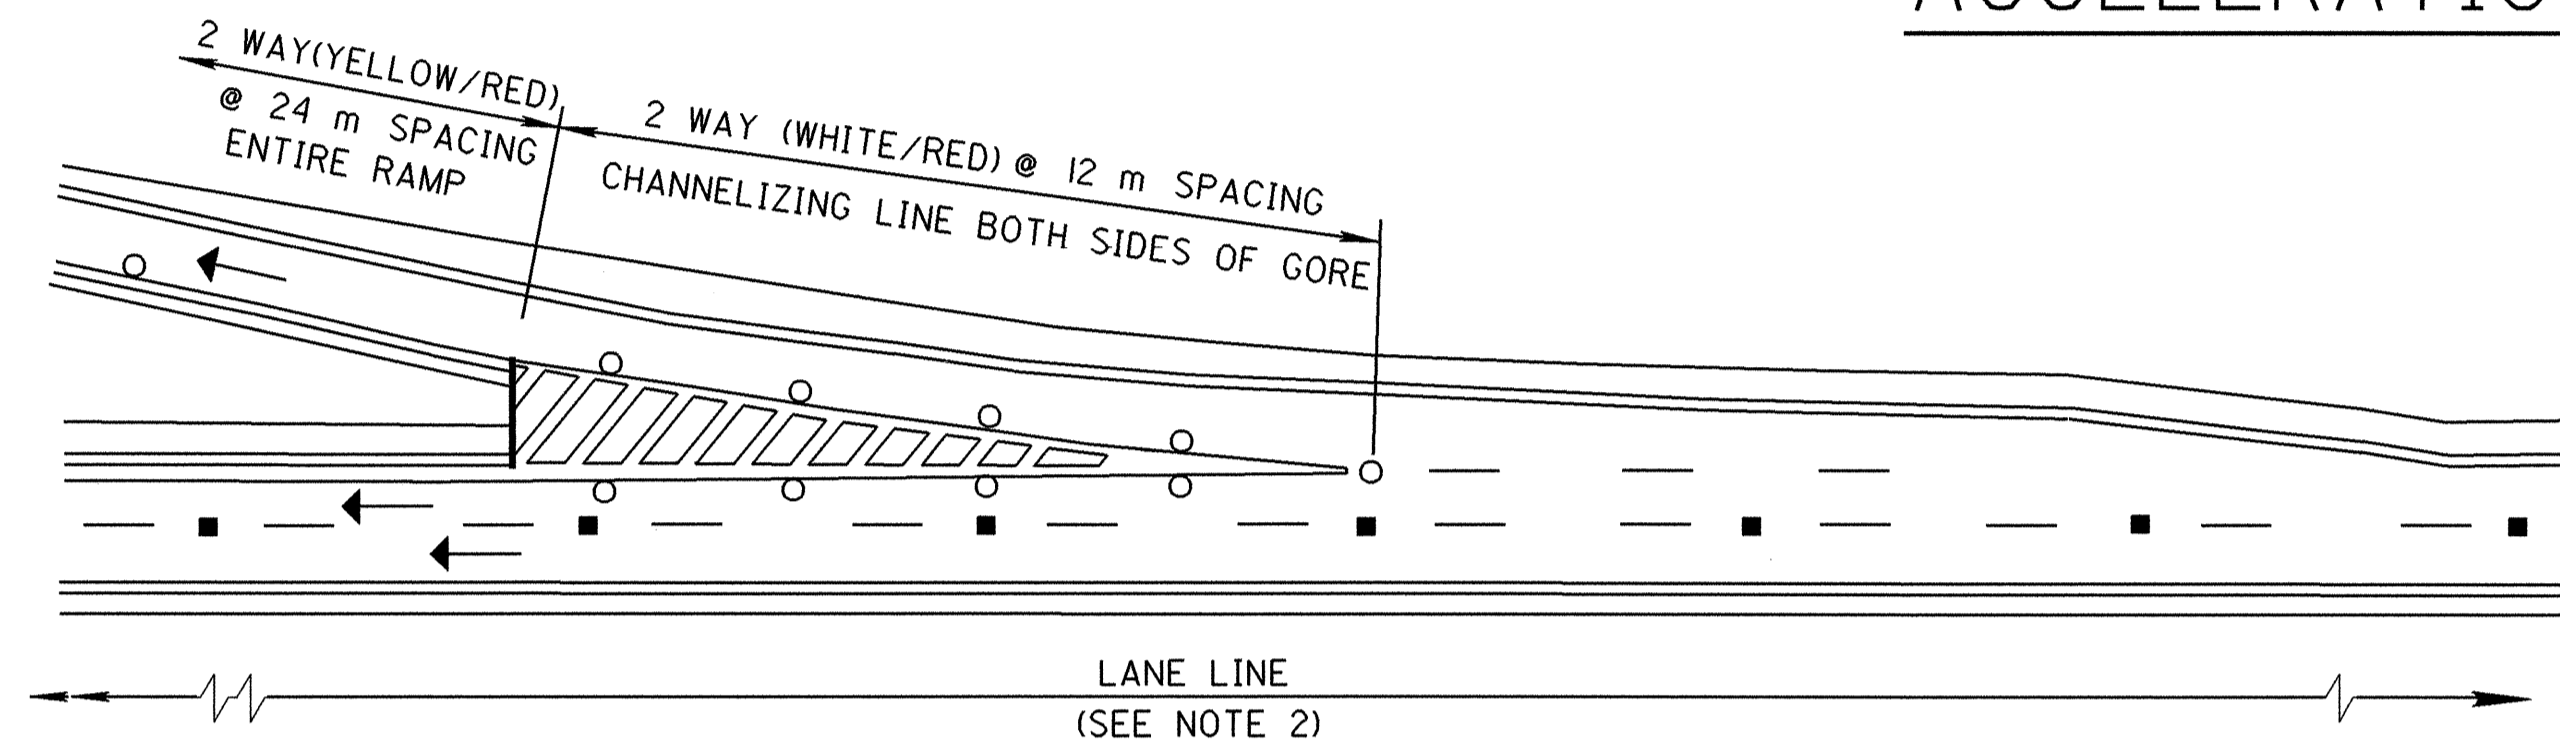 ACCELERATIO
2 WAY(YELLOW/RED)
@ 24 m SPACING
ENTIRE RAMP
2 WAY (WHITE/RED) @ 12 m SPACING
CHANNELIZING LINE BOTH SIDES OF GORE
LANE LINE
(SEE NOTE 2)